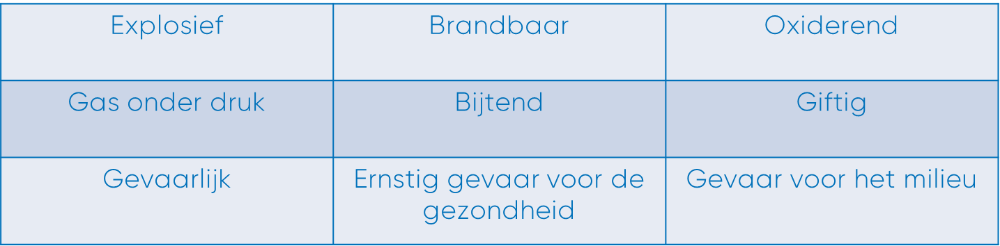 Explosief
Brandbaar
Oxiderend
Gas onder druk
Bijtend
Giftig
Gevaarlijk
Ernstig gevaar voor de
gezondheid
Gevaar voor het milieu